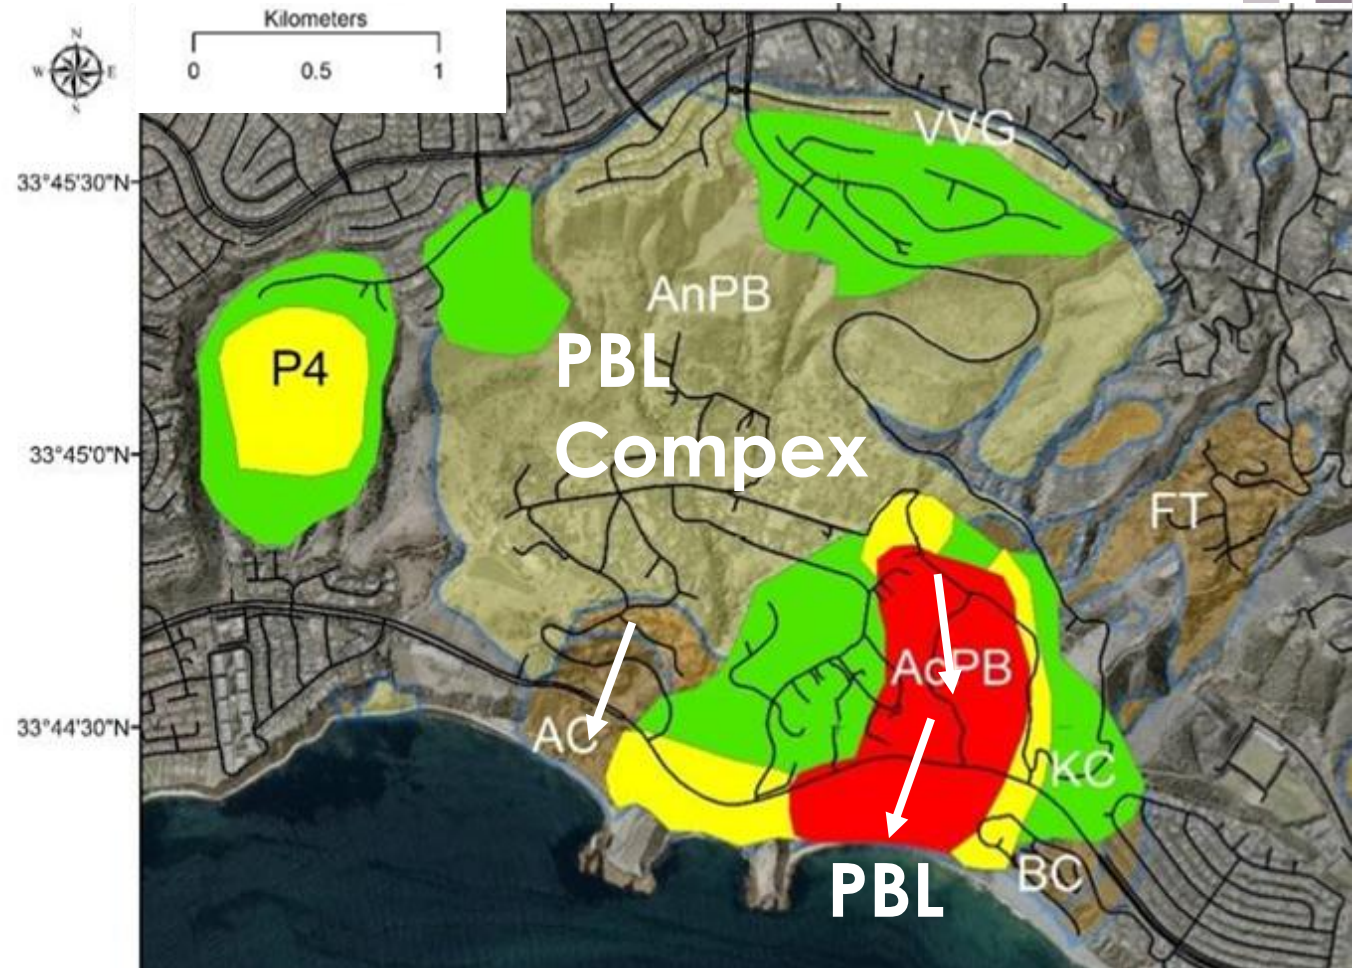 Kilometers
0 0.5 1
N
W E
S
33°45'30"N
33°45'0"N
33°44'30"N
VVG
AnPB
P4
PBL
Compex
FT
AcPB
AC
KC
BC
PBL